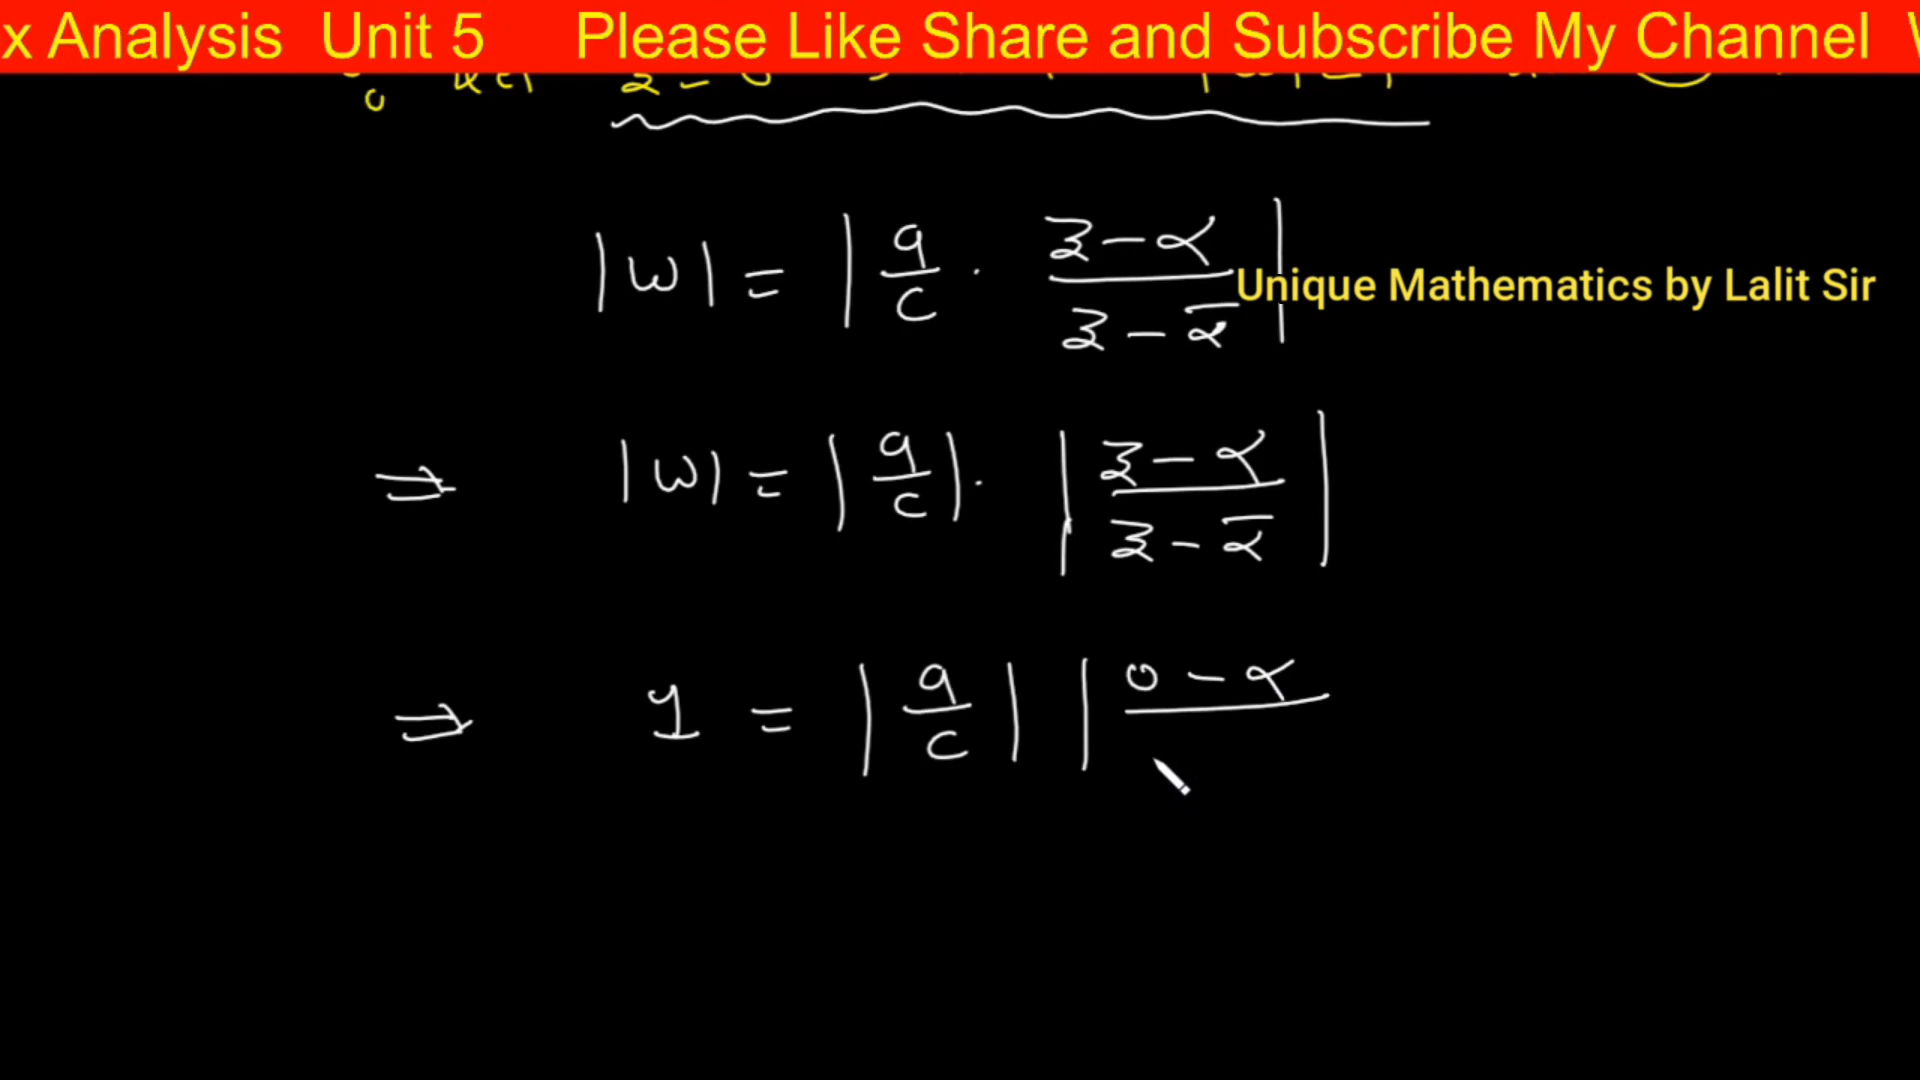 x Analysis Unit 5 Please Like Share and Subscribe My Channel
|w| = |a/c · (z-α)/(z-ᾱ)|
Unique Mathematics by Lalit Sir
⇒ |w| = |a/c| · |(z-α)/(z-ᾱ)|
⇒ 1 = |a/c| |(0-α)/